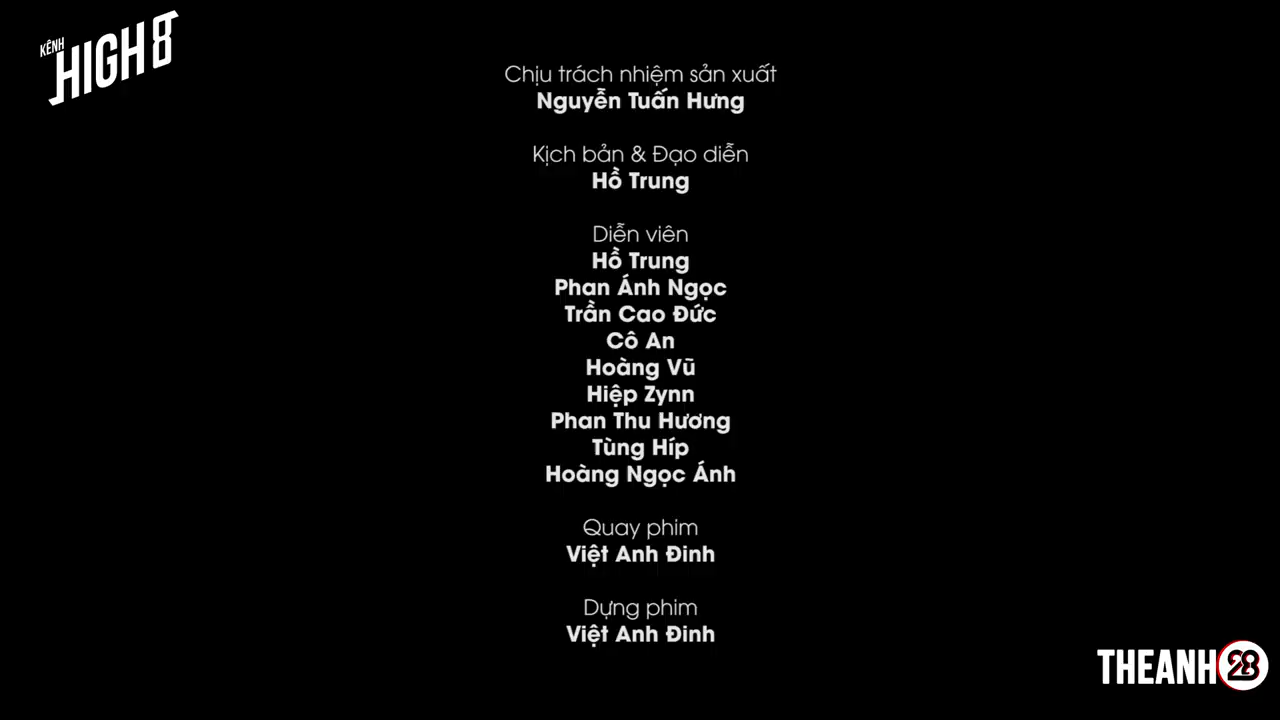 KÊNH
HIGH8
Chịu trách nhiệm sản xuất
Nguyễn Tuấn Hưng
Kịch bản & Đạo diễn
Hồ Trung
Diễn viên
Hồ Trung
Phan Ánh Ngọc
Trần Cao Đức
Cô An
Hoàng Vũ
Hiệp Zynn
Phan Thu Hương
Tùng Híp
Hoàng Ngọc Ánh
Quay phim
Việt Anh Đinh
Dựng phim
Việt Anh Đinh
THEANH28